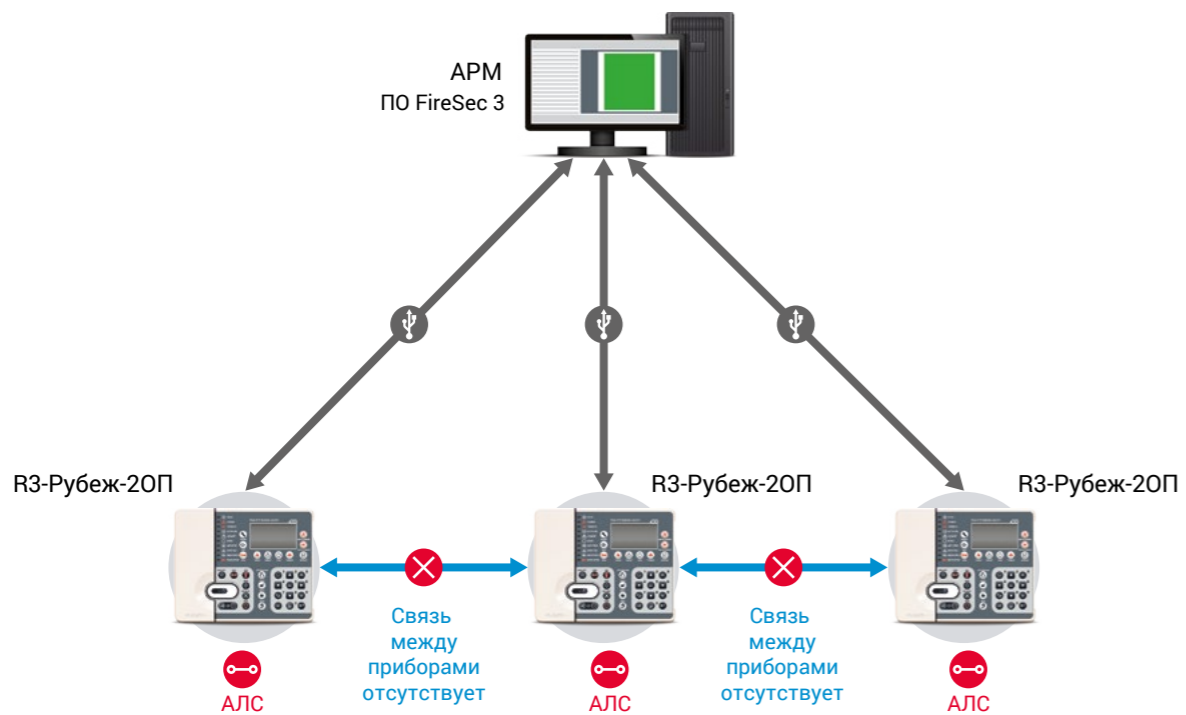 АРМ
ПО FireSec 3
R3-Рубеж-2ОП
R3-Рубеж-2ОП
R3-Рубеж-2ОП
Связь
между
приборами
отсутствует
Связь
между
приборами
отсутствует
АЛС
АЛС
АЛС